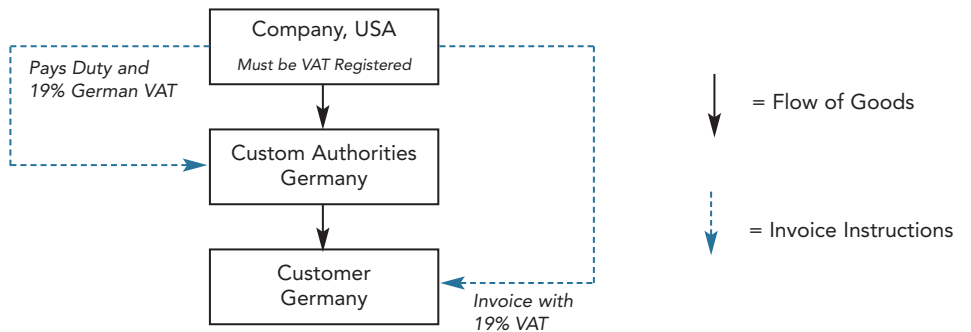 Company, USA
Must be VAT Registered
Pays Duty and
19% German VAT
= Flow of Goods
Custom Authorities
Germany
= Invoice Instructions
Customer
Germany
Invoice with
19% VAT